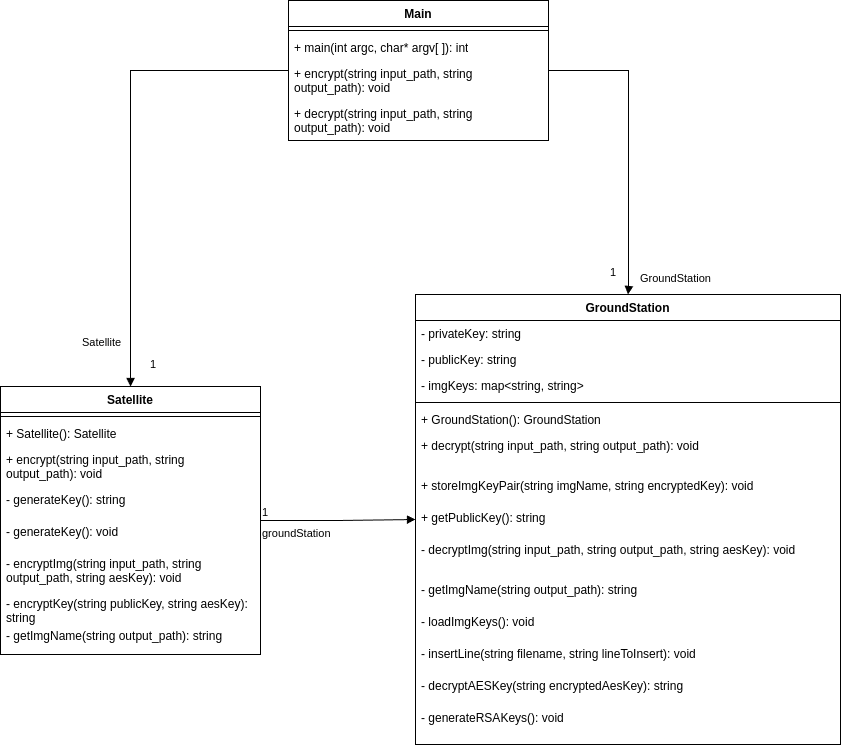 Main
+ main(int argc, char* argv[ ]): int
+ encrypt(string input_path, string
output_path): void
+ decrypt(string input_path, string
output_path): void
1
GroundStation
Satellite
1
GroundStation
- privateKey: string
- publicKey: string
- imgKeys: map<string, string>
+ GroundStation(): GroundStation
+ decrypt(string input_path, string output_path): void
+ storeImgKeyPair(string imgName, string encryptedKey): void
+ getPublicKey(): string
- decryptImg(string input_path, string output_path, string aesKey): void
- getImgName(string output_path): string
- loadImgKeys(): void
- insertLine(string filename, string lineToInsert): void
- decryptAESKey(string encryptedAesKey): string
- generateRSAKeys(): void
Satellite
+ Satellite(): Satellite
+ encrypt(string input_path, string
output_path): void
- generateKey(): string
- generateKey(): void
- encryptImg(string input_path, string
output_path, string aesKey): void
- encryptKey(string publicKey, string aesKey):
string
- getImgName(string output_path): string
1
groundStation